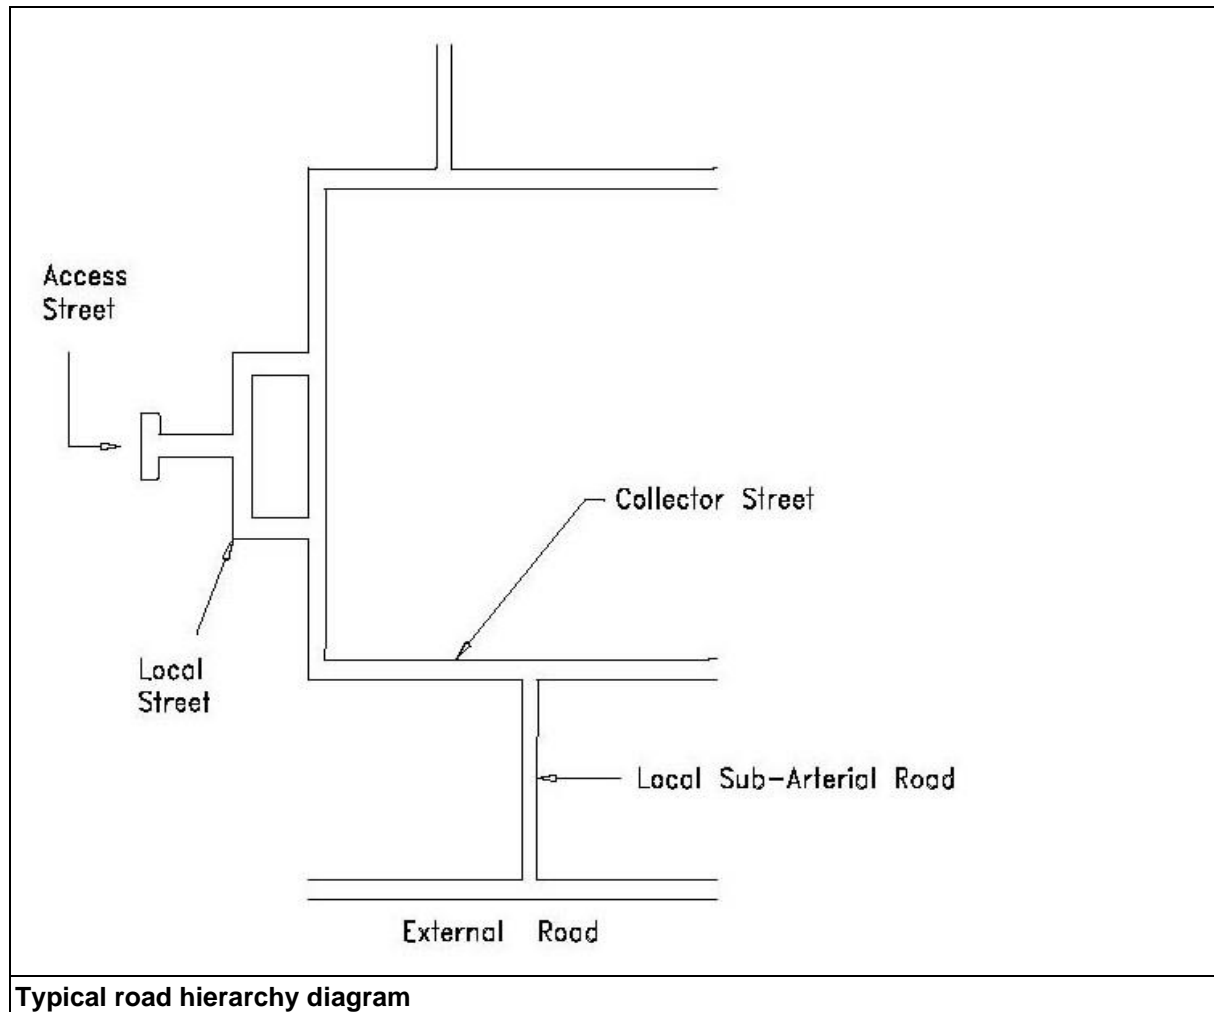 Access
Street
Collector Street
Local
Street
Local Sub-Arterial Road
External Road
Typical road hierarchy diagram